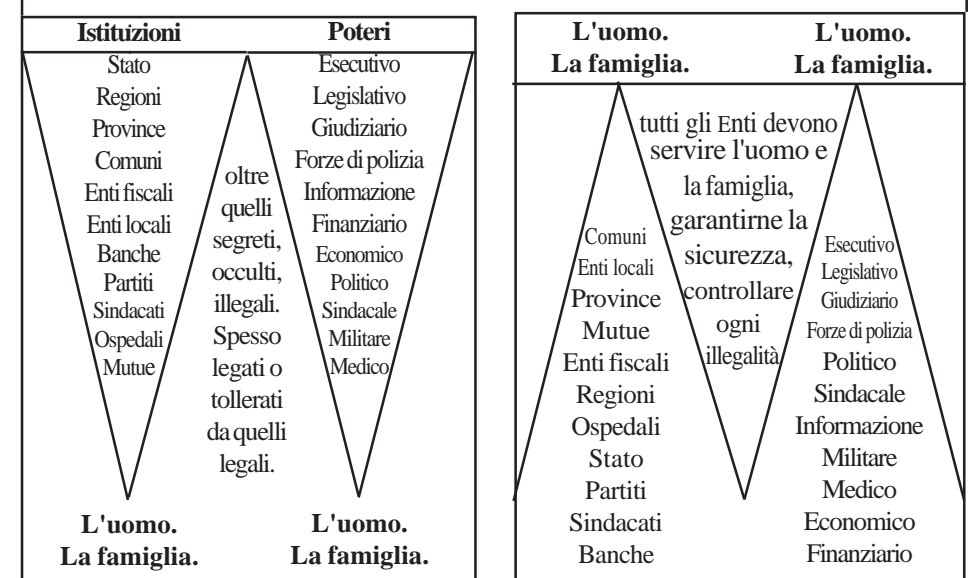 Istituzioni
Stato
Regioni
Province
Comuni
Enti fiscali
Enti locali
Banche
Partiti
Sindacati
Ospedali
Mutue
L'uomo.
La famiglia.
oltre
quelli
segreti,
occulti,
illegali.
Spesso
legati o
tollerati
da quelli
legali.
Poteri
Esecutivo
Legislativo
Giudiziario
Forze di polizia
Informazione
Finanziario
Economico
Politico
Sindacale
Militare
Medico
L'uomo.
La famiglia.
L'uomo.
La famiglia.
Comuni
Enti locali
Province
Mutue
Enti fiscali
Regioni
Ospedali
Stato
Partiti
Sindacati
Banche
tutti gli Enti devono
servire l'uomo e
la famiglia,
garantirne la
sicurezza,
controllare
ogni
illegalità
L'uomo.
La famiglia.
Esecutivo
Legislativo
Giudiziario
Forze di polizia
Politico
Sindacale
Informazione
Militare
Medico
Economico
Finanziario